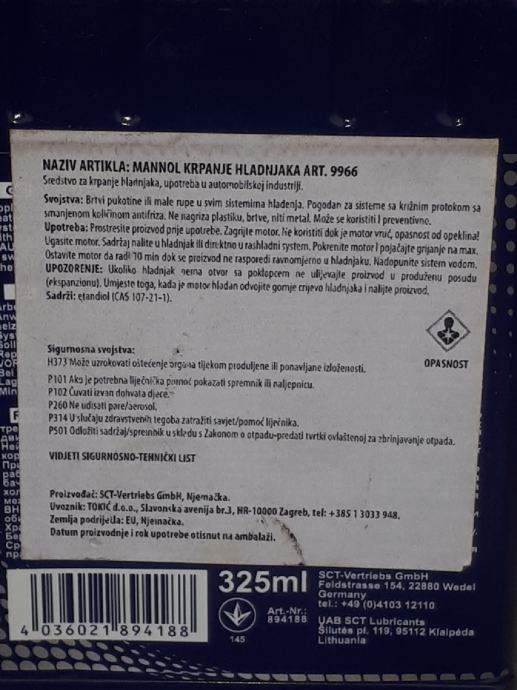 NAZIV ARTIKLA: MANNOL KRPANJE HLADNJAKA ART. 9966
Sredstvo za krpanje hladnjaka, upotreba u automobilskoj industriji.
Svojstva: Brtvi pukotine ili male rupe u svim sistemima hlađenja. Pogodan za sisteme sa križnim protokom sa
smanjenom količinom antifriza. Ne nagriza plastiku, brtve, niti metal. Može se koristiti i preventivno.
Upotreba: Prostresite proizvod prije upotrebe. Zagrijte motor. Ne koristiti dok je motor vruć, opasnost od opeklina!
Ugasite motor. Sadržaj nalite u hladnjak ili direktno u rashladni system. Pokrenite motor i pojačajte grijanje na max.
Ostavite motor da radi 10 min dok se proizvod ne rasporedi ravnomjerno u hladnjaku. Nadopunite sistem vodom.
UPOZORENJE: Ukoliko hladnjak nema otvor sa poklopcem ne ulijevajte proizvod u produženu posudu
(ekspanzionu). Umjesto toga, kada je motor hladan odvojite gornje crijevo hladnjaka i nalijte proizvod.
Sadrži: etandiol (CAS 107-21-1).
OPASNOST
Sigurnosna svojstva:
H373 Može uzrokovati oštećenje organa tijekom produljene ili ponavljane izloženosti.
P101 Ako je potrebna liječnička pomoć pokazati spremnik ili naljepnicu.
P102 Čuvati izvan dohvata djece.
P260 Ne udisati pare/aerosol.
P314 U slučaju zdravstvenih tegoba zatražiti savjet/pomoć liječnika.
P501 Odložiti sadržaj/spremnik u skladu s Zakonom o otpadu-predati tvrtki ovlaštenoj za zbrinjavanje otpada.
VIDJETI SIGURNOSNO-TEHNIČKI LIST
Proizvođač: SCT-Vertriebs GmbH, Njemačka.
Uvoznik: TOKIĆ d.o.o., Slavonska avenija br.3, HR-10000 Zagreb, tel: +385 1 3033 948.
Zemlja podrijetla: EU, Njemačka.
Datum proizvodnje i rok upotrebe otisnut na ambalaži.
4 036021 894188
325ml
145
Art.-Nr.:
894188
SCT-Vertriebs GmbH
Feldstrasse 154, 22880 Wedel
Germany
tel.: +49 (0)4103 12110
UAB SCT Lubricants
Šilutės pl. 119, 95112 Klaipėda
Lithuania